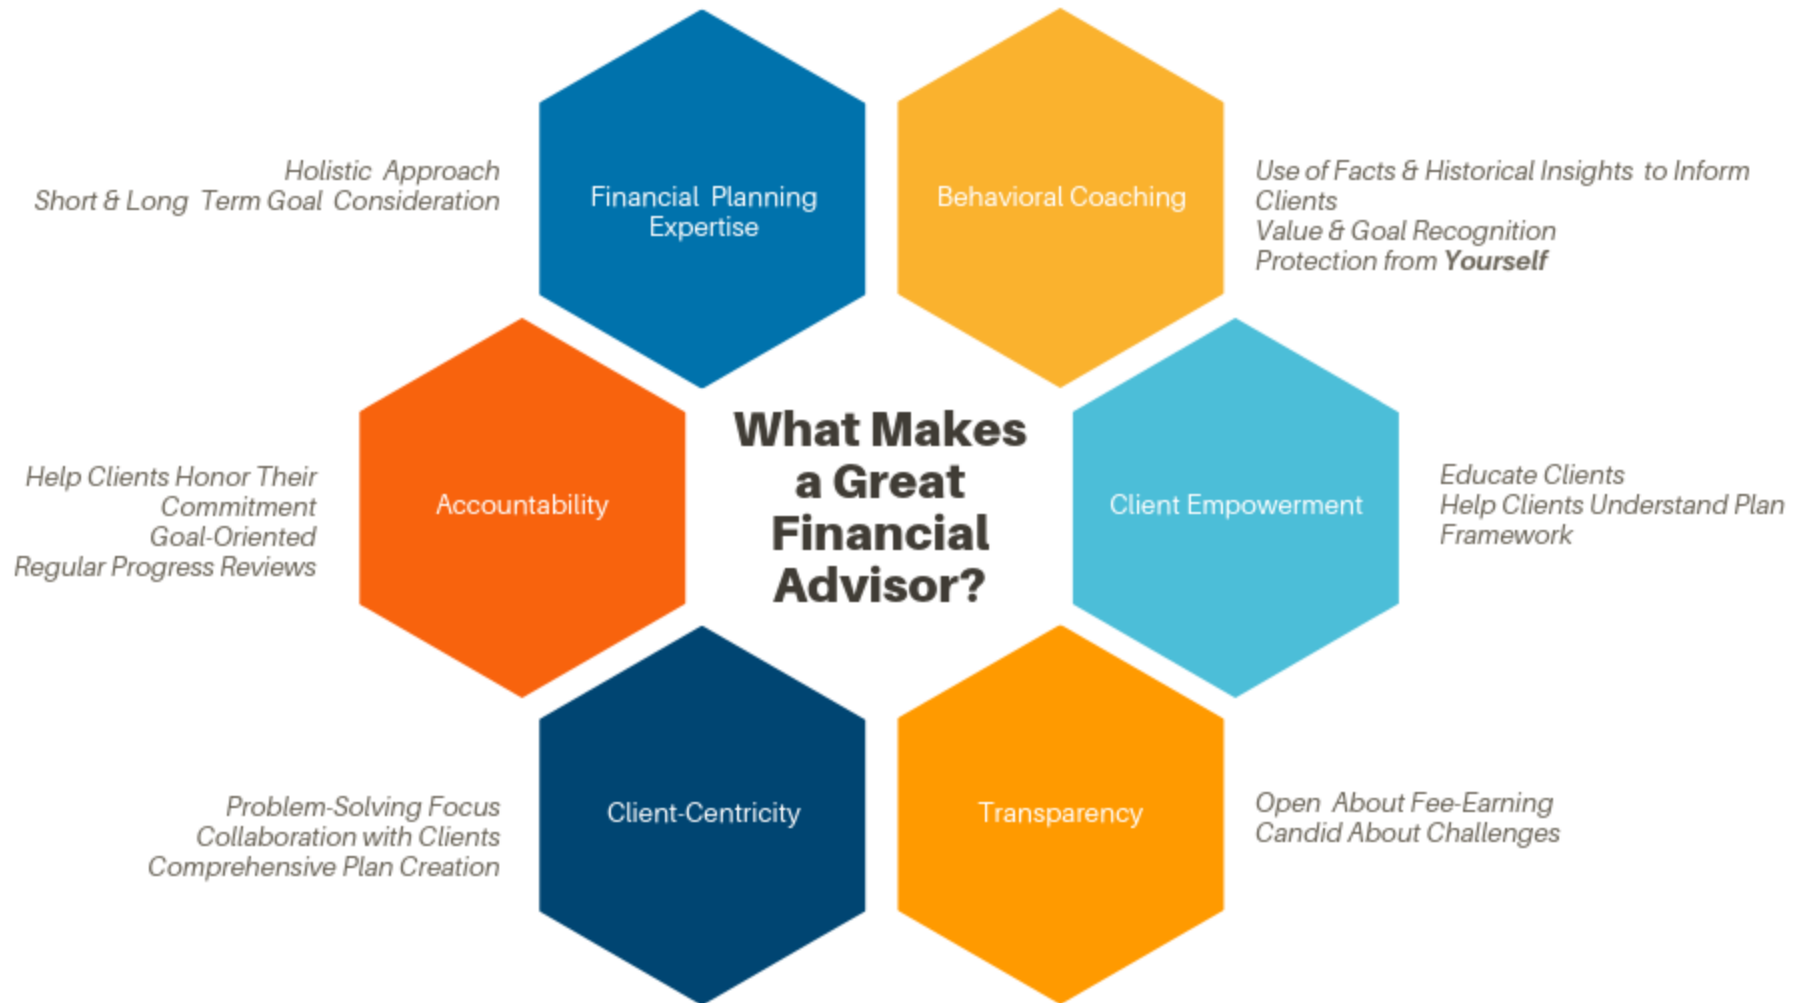 Holistic Approach
Short & Long Term Goal Consideration
Financial Planning
Expertise
Behavioral Coaching
Use of Facts & Historical Insights to Inform
Clients
Value & Goal Recognition
Protection from Yourself
Help Clients Honor Their
Commitment
Goal-Oriented
Regular Progress Reviews
Accountability
What Makes
a Great
Financial
Advisor?
Client Empowerment
Educate Clients
Help Clients Understand Plan
Framework
Problem-Solving Focus
Collaboration with Clients
Comprehensive Plan Creation
Client-Centricity
Transparency
Open About Fee-Earning
Candid About Challenges